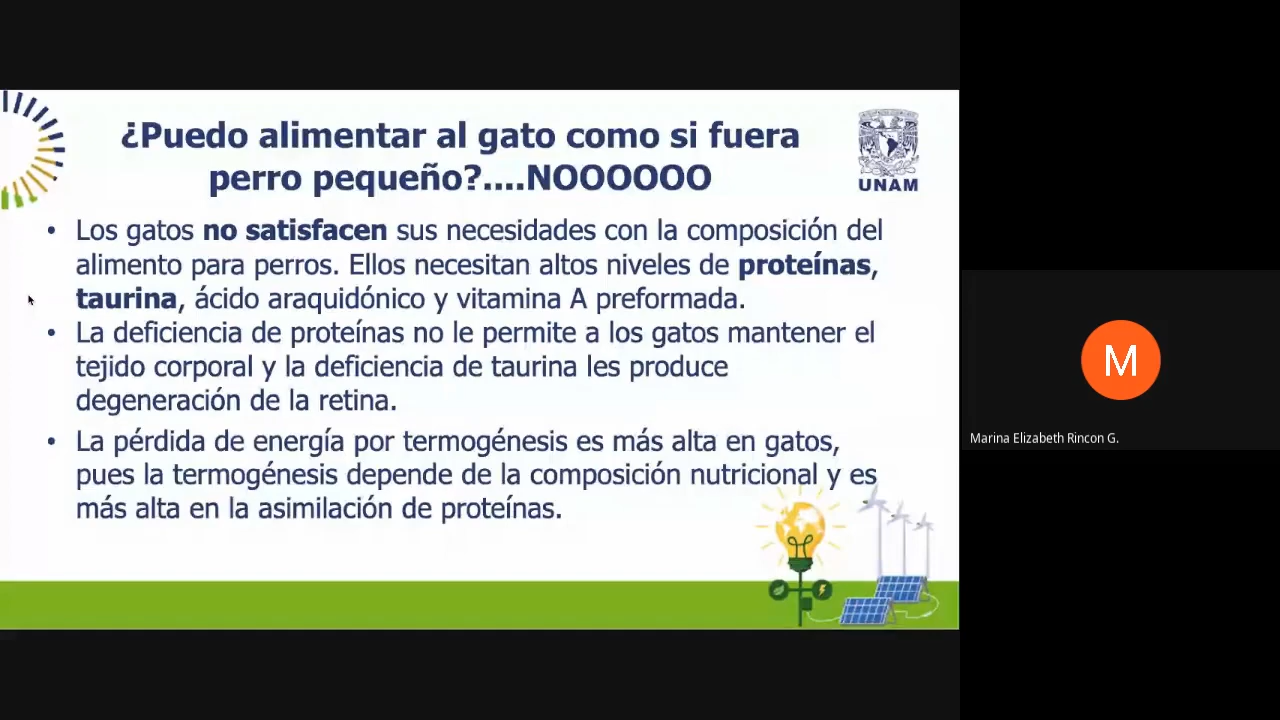 ¿Puedo alimentar al gato como si fuera
perro pequeño?....NOOOOOO
UNAM
• Los gatos no satisfacen sus necesidades con la composición del
alimento para perros. Ellos necesitan altos niveles de proteínas,
taurina, ácido araquidónico y vitamina A preformada.
• La deficiencia de proteínas no le permite a los gatos mantener el
tejido corporal y la deficiencia de taurina les produce
degeneración de la retina.
• La pérdida de energía por termogénesis es más alta en gatos,
pues la termogénesis depende de la composición nutricional y es
más alta en la asimilación de proteínas.
M
Marina Elizabeth Rincon G.